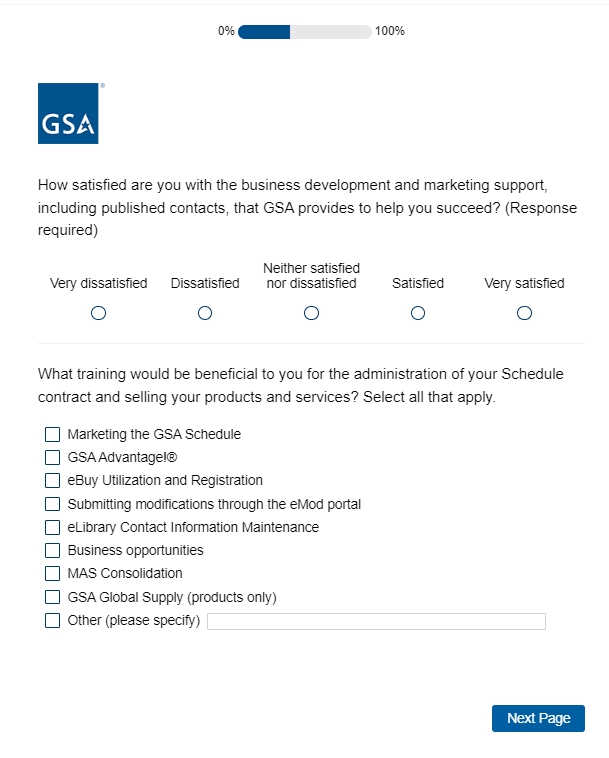 0% 100%
GSA
How satisfied are you with the business development and marketing support,
including published contacts, that GSA provides to help you succeed? (Response
required)
Very dissatisfied Dissatisfied Neither satisfied nor dissatisfied Satisfied Very satisfied
What training would be beneficial to you for the administration of your Schedule
contract and selling your products and services? Select all that apply.
Marketing the GSA Schedule
GSA Advantage!®
eBuy Utilization and Registration
Submitting modifications through the eMod portal
eLibrary Contact Information Maintenance
Business opportunities
MAS Consolidation
GSA Global Supply (products only)
Other (please specify)
Next Page